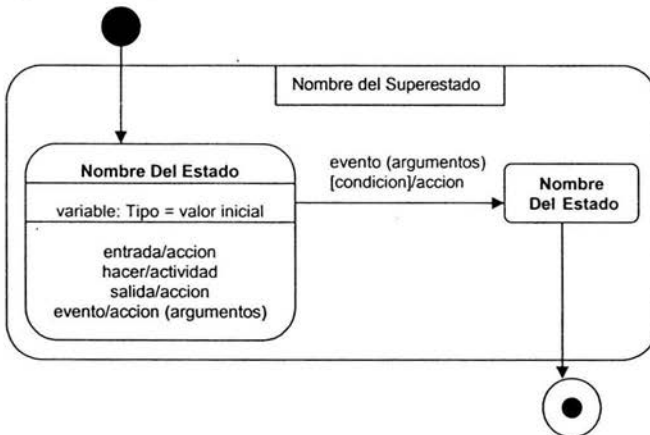 Nombre del Superestado
Nombre Del Estado
variable: Tipo = valor inicial
entrada/accion
hacer/actividad
salida/accion
evento/accion (argumentos)
evento (argumentos)
[condicion]/accion
Nombre
Del Estado